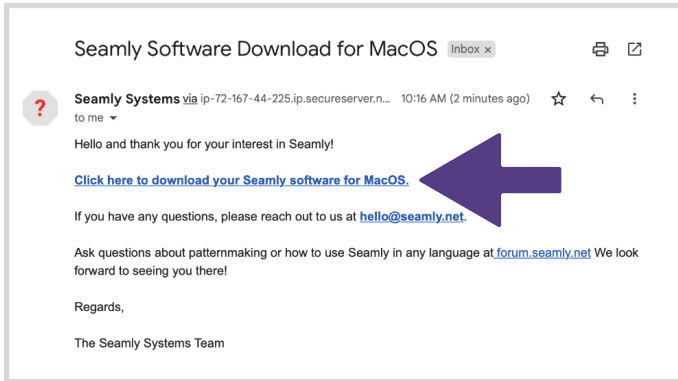 Seamly Software Download for MacOS Inbox ×
?
Seamly Systems via ip-72-167-44-225.ip.secureserver.n... 10:16 AM (2 minutes ago)
to me
Hello and thank you for your interest in Seamly!
Click here to download your Seamly software for MacOS.
If you have any questions, please reach out to us at hello@seamly.net.
Ask questions about patternmaking or how to use Seamly in any language at forum.seamly.net We look
forward to seeing you there!
Regards,
The Seamly Systems Team